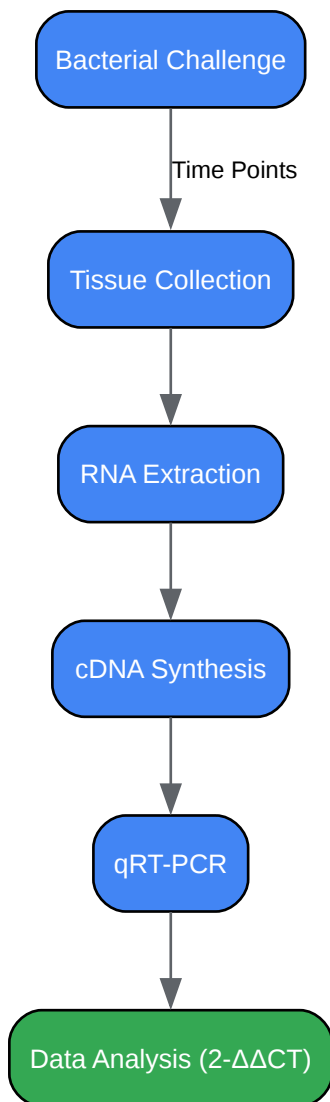 Bacterial Challenge
Time Points
Tissue Collection
RNA Extraction
cDNA Synthesis
qRT-PCR
Data Analysis (2-ΔΔCT)